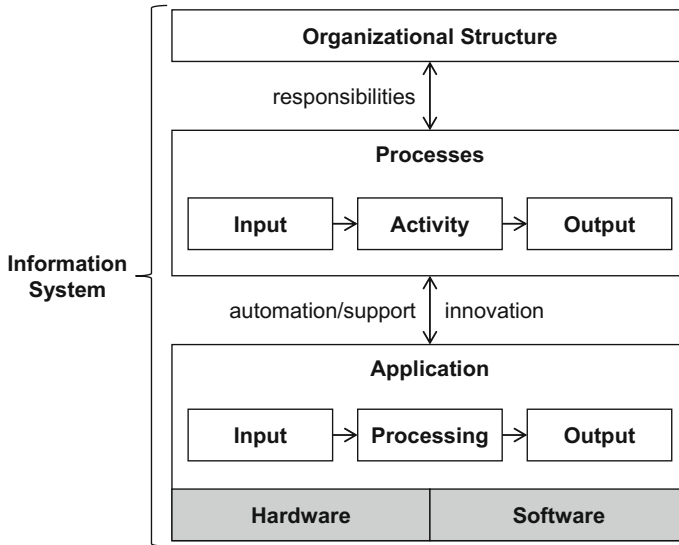 Organizational Structure
responsibilities
Processes
Input
Activity
Output
Information
System
automation/support
innovation
Application
Input
Processing
Output
Hardware
Software